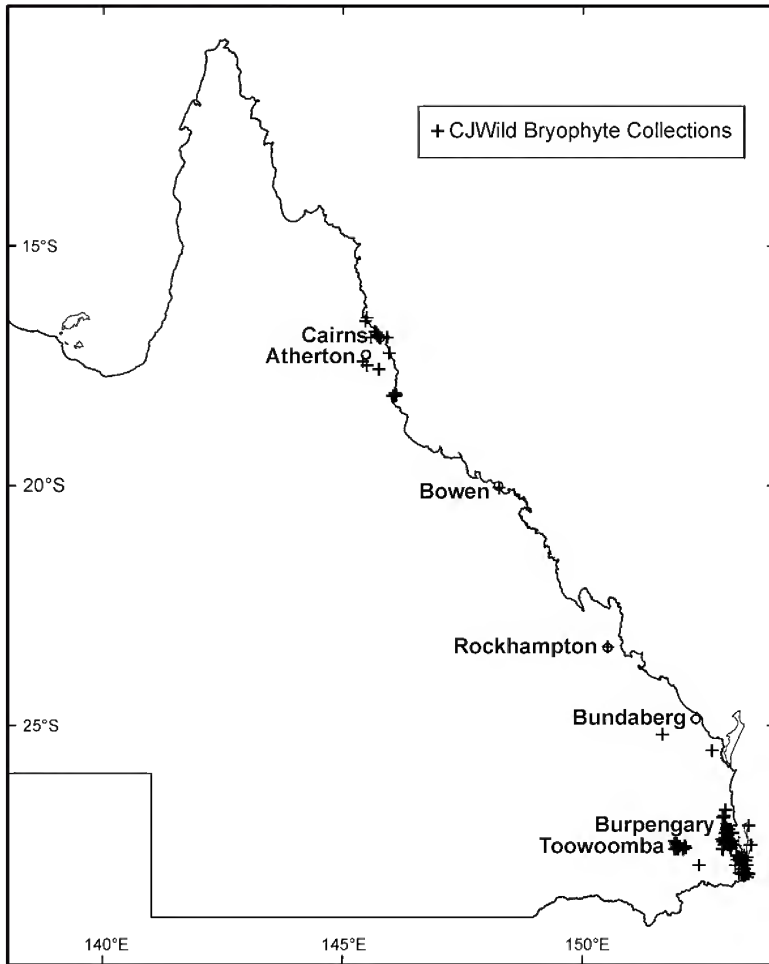 + CJWild Bryophyte Collections
15°S
Cairns
Atherton
20°S
Bowen
Rockhampton
25°S
Bundaberg
Burpengary
Toowoomba
140°E
145°E
150°E